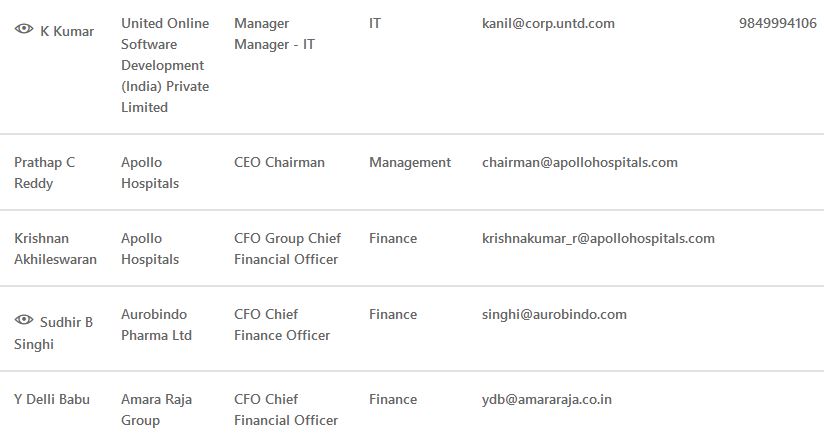 K Kumar United Online Manager IT kanil@corp.untd.com 9849994106
Software Manager - IT
Development
(India) Private
Limited
Prathap C Apollo CEO Chairman Management chairman@apollohospitals.com
Reddy Hospitals
Krishnan Apollo CFO Group Chief Finance krishnakumar_r@apollohospitals.com
Akhileswaran Hospitals Financial Officer
Sudhir B Aurobindo CFO Chief Finance singhi@aurobindo.com
Singhi Pharma Ltd Finance Officer
Y Delli Babu Amara Raja CFO Chief Finance ydb@amararaja.co.in
Group Financial Officer